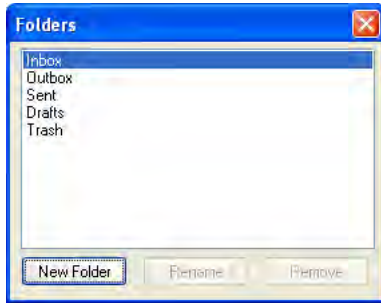 Folders
Inbox
Outbox
Sent
Drafts
Trash
New Folder
Rename
Remove